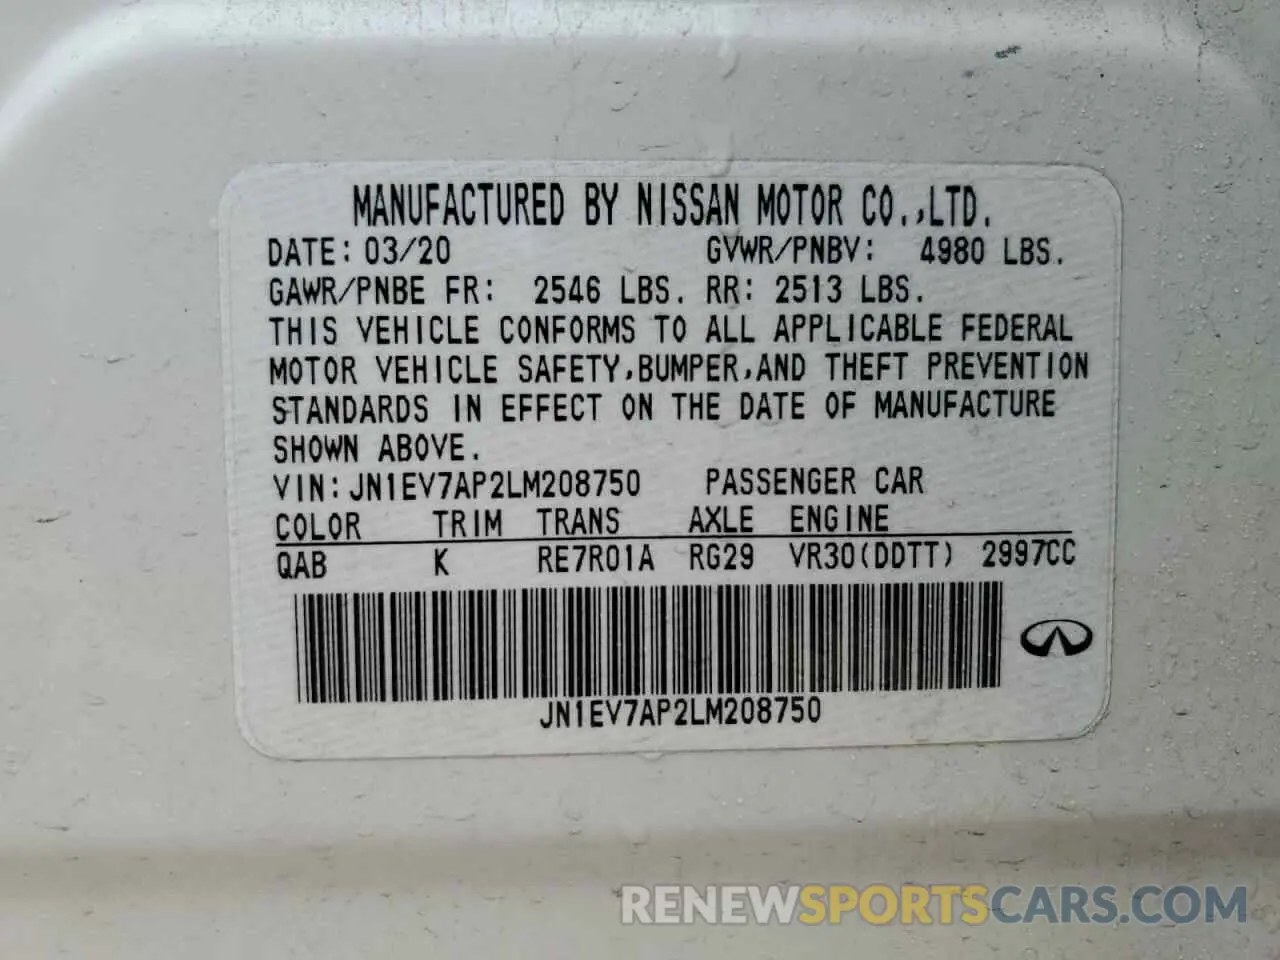 MANUFACTURED BY NISSAN MOTOR CO.,LTD.
DATE: 03/20 GVWR/PNBV: 4980 LBS.
GAWR/PNBE FR: 2546 LBS. RR: 2513 LBS.
THIS VEHICLE CONFORMS TO ALL APPLICABLE FEDERAL
MOTOR VEHICLE SAFETY,BUMPER,AND THEFT PREVENTION
STANDARDS IN EFFECT ON THE DATE OF MANUFACTURE
SHOWN ABOVE.
VIN: JN1EV7AP2LM208750 PASSENGER CAR
COLOR TRIM TRANS AXLE ENGINE
QAB K RE7R01A RG29 VR30(DDTT) 2997CC
JN1EV7AP2LM208750
RENEWSPORTSCARS.COM